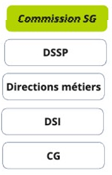 Commission SG
DSSP
Directions métiers
DSI
CG